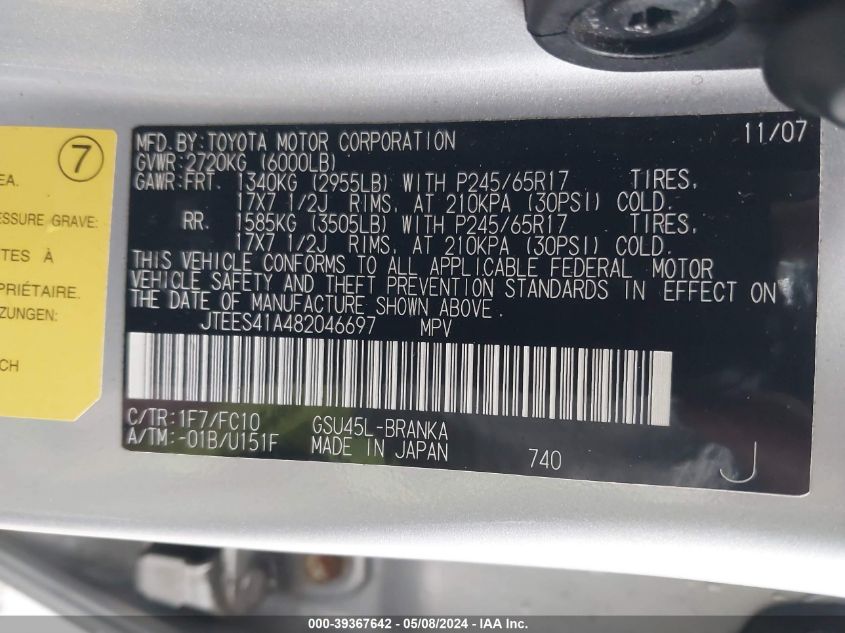 7
EA.
ESSURE GRAVE:
TES À
PRIÉTAIRE.
ZUNGEN:
CH
MFD.BY:TOYOTA MOTOR CORPORATION 11/07
GVWR:2720KG (6000LB)
GAWR:FRT. 1340KG (2955LB) WITH P245/65R17 TIRES,
17X7 1/2J RIMS, AT 210KPA (30PSI) COLD.
RR. 1585KG (3505LB) WITH P245/65R17 TIRES,
17X7 1/2J RIMS, AT 210KPA (30PSI) COLD.
THIS VEHICLE CONFORMS TO ALL APPLICABLE FEDERAL MOTOR
VEHICLE SAFETY AND THEFT PREVENTION STANDARDS IN EFFECT ON
THE DATE OF MANUFACTURE SHOWN ABOVE.
JTEES41A482046697 MPV
C/TR:1F7/FC10 GSU45L-BRANKA
A/TM:-01B/U151F MADE IN JAPAN 740 J
000-39367642 - 05/08/2024 - IAA Inc.